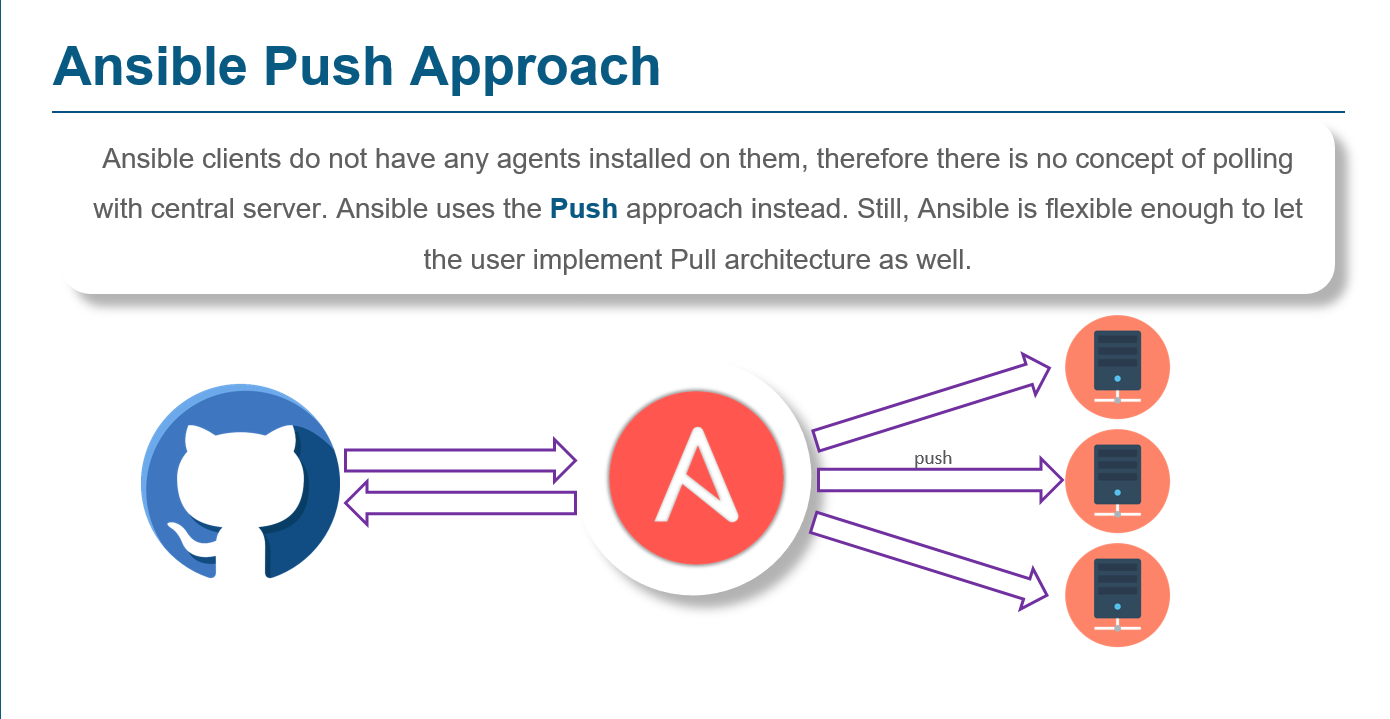 Ansible Push Approach
Ansible clients do not have any agents installed on them, therefore there is no concept of polling
with central server. Ansible uses the Push approach instead. Still, Ansible is flexible enough to let
the user implement Pull architecture as well.
push